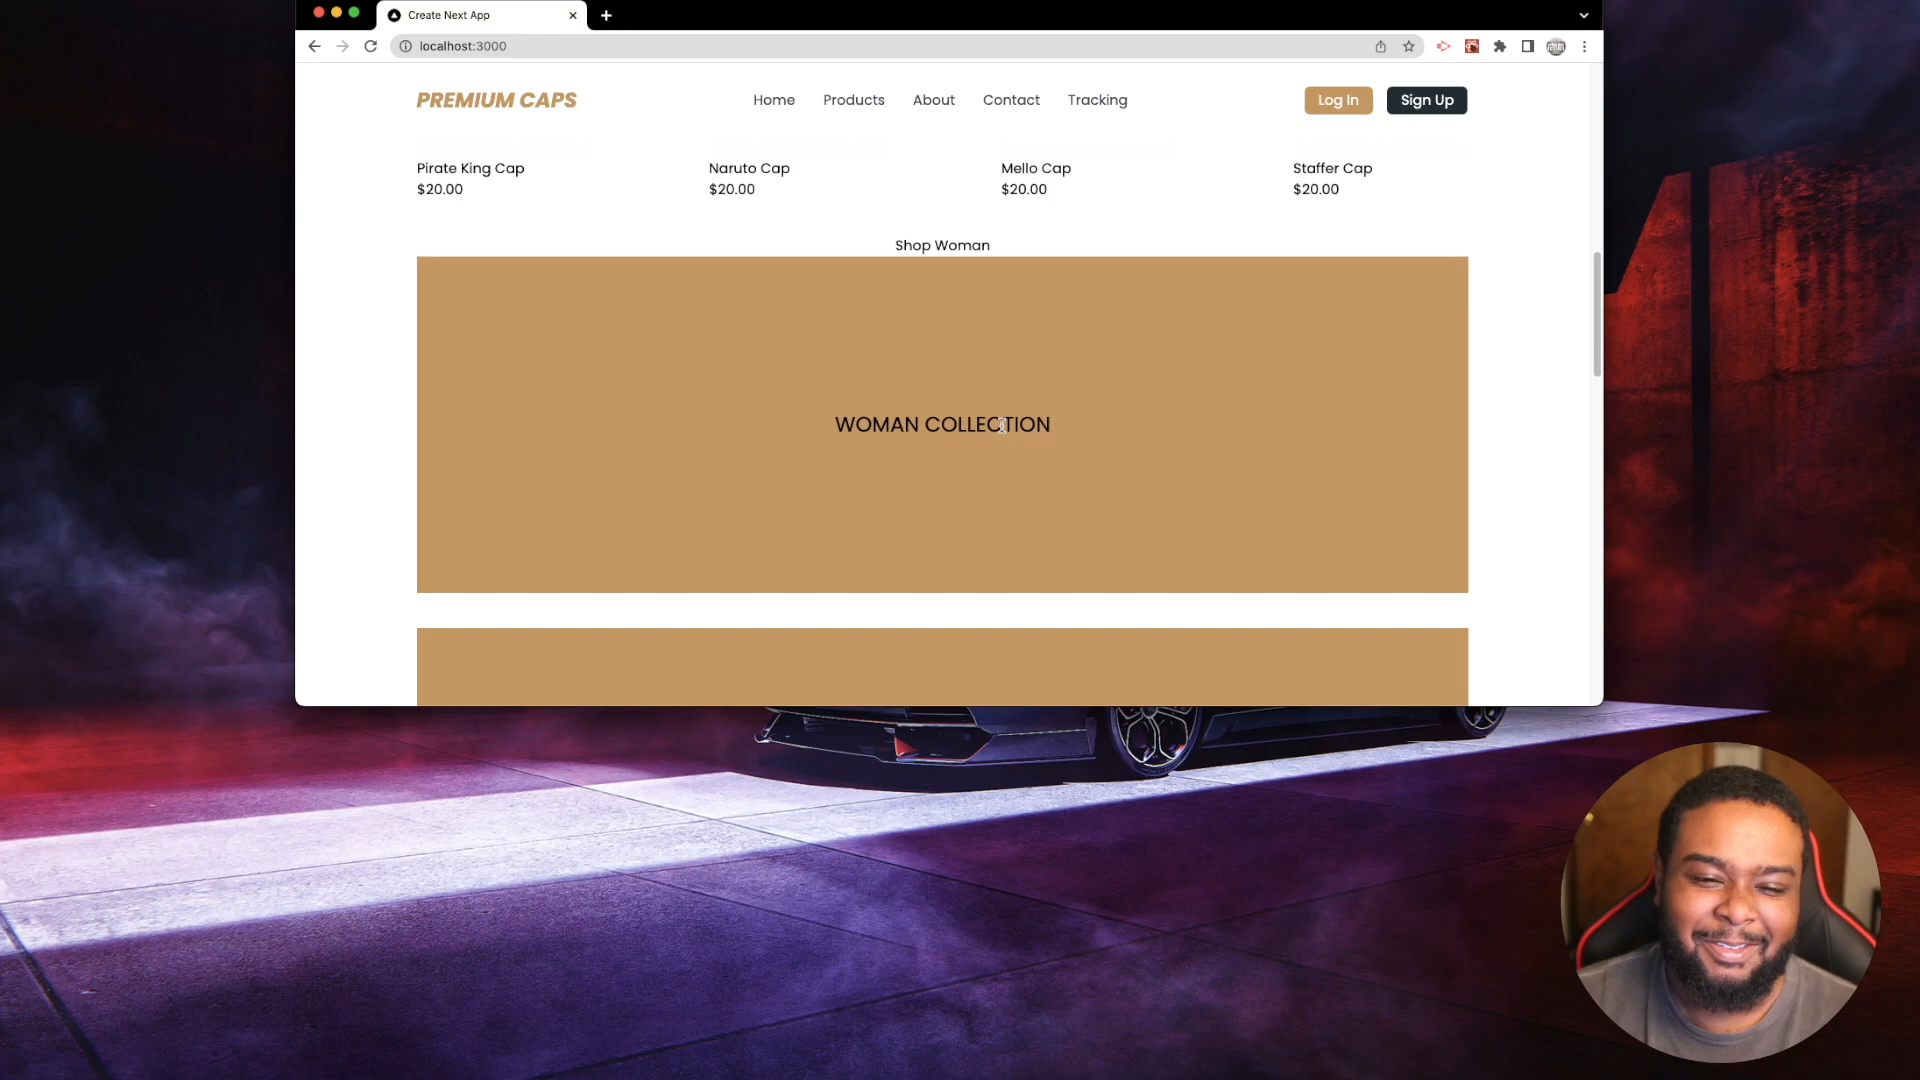 Create Next App
localhost:3000
PREMIUM CAPS
Home Products About Contact Tracking
Log In Sign Up
Pirate King Cap Naruto Cap Mello Cap Staffer Cap
$20.00 $20.00 $20.00 $20.00
Shop Woman
WOMAN COLLECTION